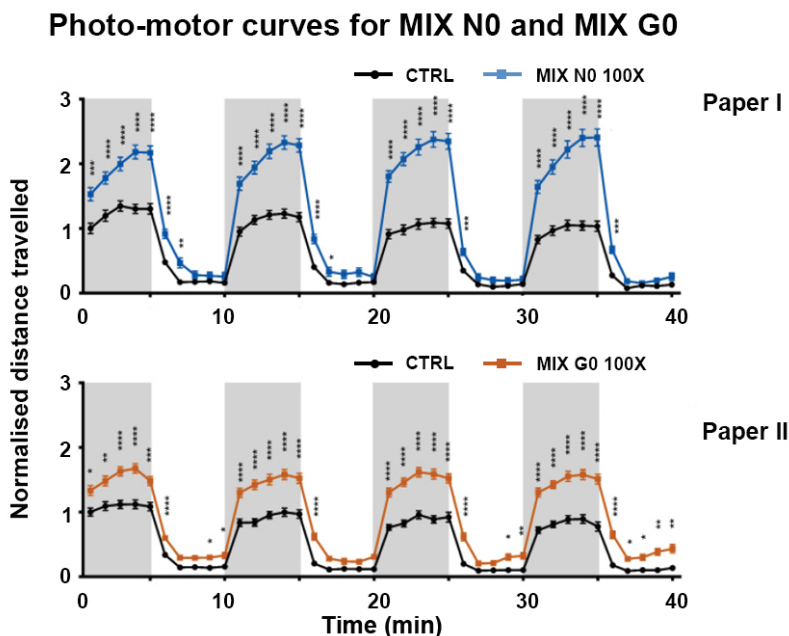 Photo-motor curves for MIX N0 and MIX G0
CTRL MIX N0 100X
Paper I
3
2
1
0
0 10 20 30 40
Normalised distance travelled
CTRL MIX G0 100X
Paper II
3
2
1
0
0 10 20 30 40
Time (min)